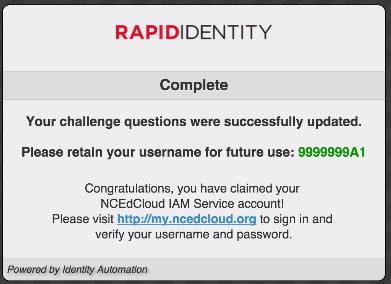 RAPIDIDENTITY
Complete
Your challenge questions were successfully updated.
Please retain your username for future use: 9999999A1
Congratulations, you have claimed your
NCEdCloud IAM Service account!
Please visit http://my.ncedcloud.org to sign in and
verify your username and password.
Powered by Identity Automation